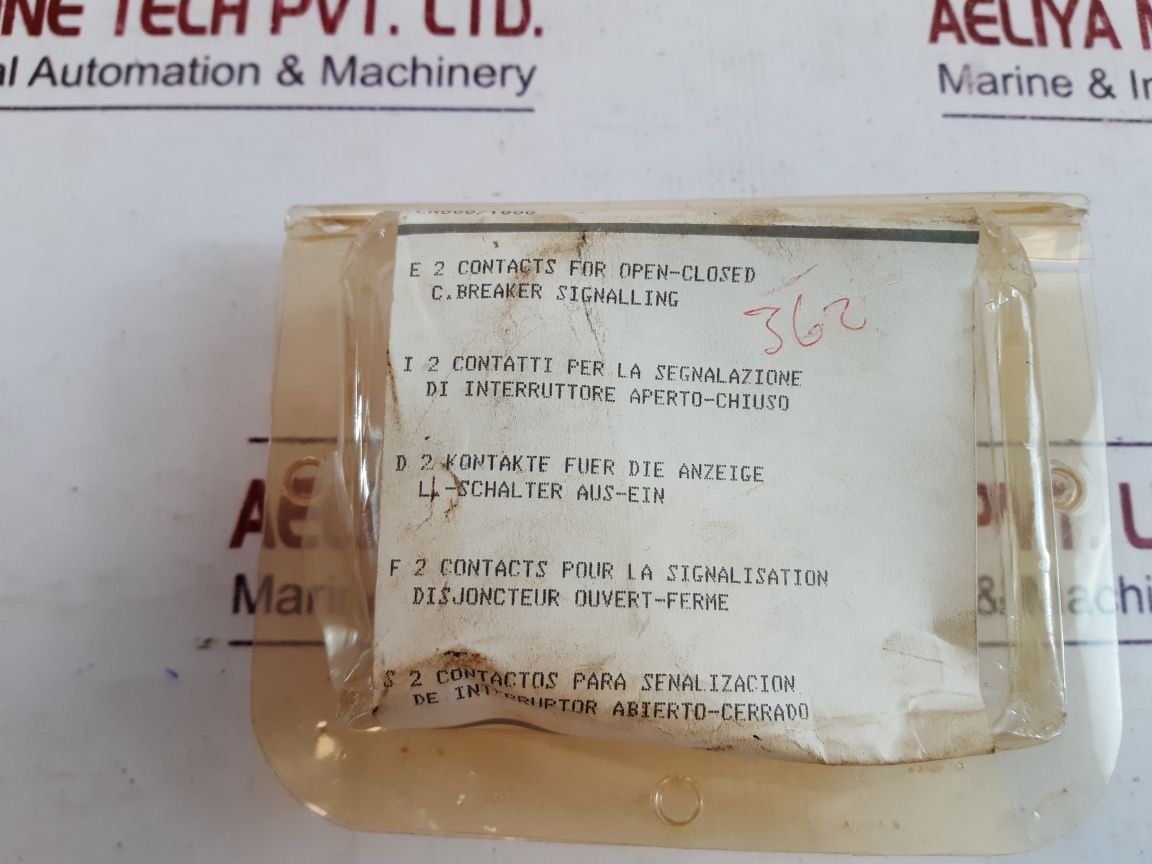 NE TECH PVT. LTD.
al Automation & Machinery
AELIYA M
Marine & In
E 2 CONTACTS FOR OPEN-CLOSED
C.BREAKER SIGNALLING
362
I 2 CONTATTI PER LA SEGNALAZIONE
DI INTERRUTTORE APERTO-CHIUSO
D 2 KONTAKTE FUER DIE ANZEIGE
LL-SCHALTER AUS-EIN
F 2 CONTACTS POUR LA SIGNALISATION
DISJONCTEUR OUVERT-FERME
S 2 CONTACTOS PARA SENALIZACION
DE INTERRUPTOR ABIERTO-CERRADO